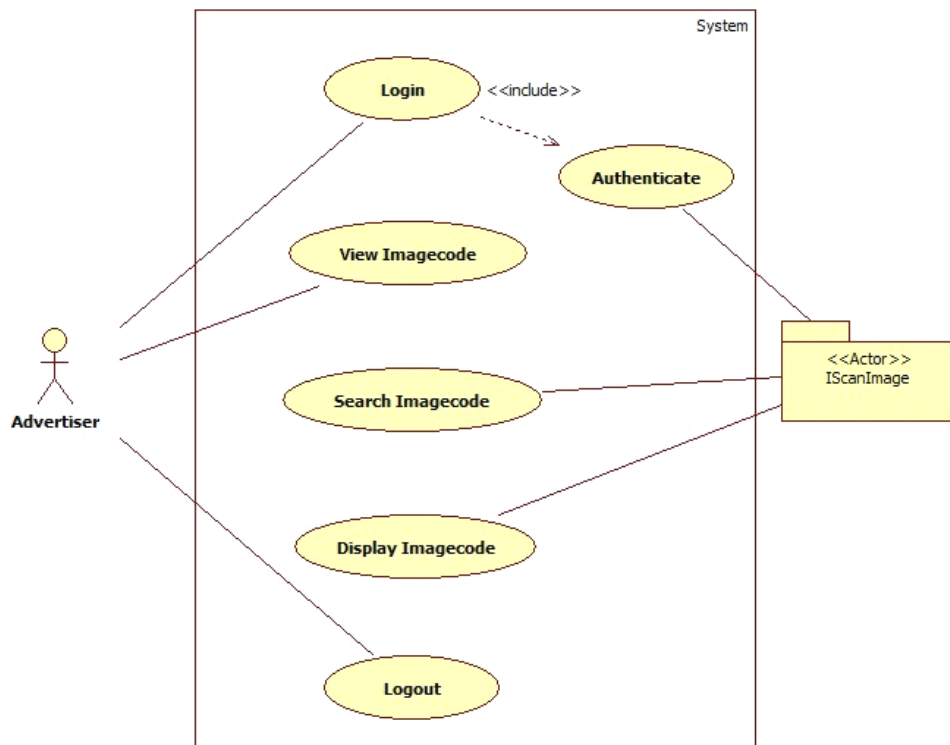 System
Login
<<include>>
Authenticate
View Imagecode
<<Actor>>
IScanImage
Search Imagecode
Advertiser
Display Imagecode
Logout